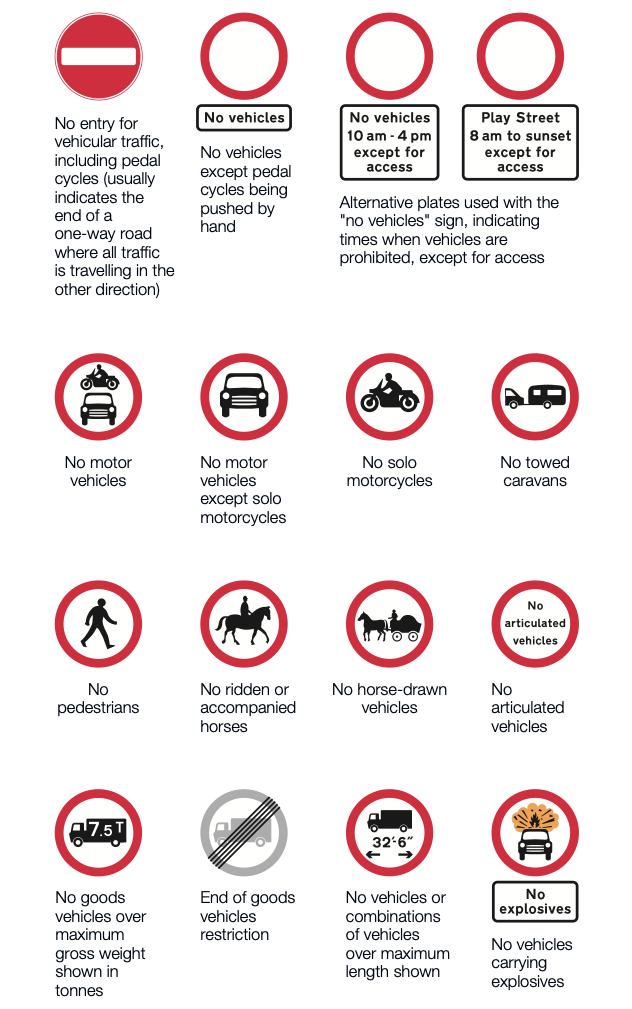 No entry for
vehicular traffic,
including pedal
cycles (usually
indicates the
end of a
one-way road
where all traffic
is travelling in the
other direction)
No vehicles
No vehicles
except pedal
cycles being
pushed by
hand
No vehicles
10 am - 4 pm
except for
access
Play Street
8 am to sunset
except for
access
Alternative plates used with the
"no vehicles" sign, indicating
times when vehicles are
prohibited, except for access
No motor
vehicles
No motor
vehicles
except solo
motorcycles
No solo
motorcycles
No towed
caravans
No
pedestrians
No ridden or
accompanied
horses
No horse-drawn
vehicles
No
articulated
vehicles
No
articulated
vehicles
7.5 T
No goods
vehicles over
maximum
gross weight
shown in
tonnes
End of goods
vehicles
restriction
32'-6"
No vehicles or
combinations
of vehicles
over maximum
length shown
No
explosives
No vehicles
carrying
explosives